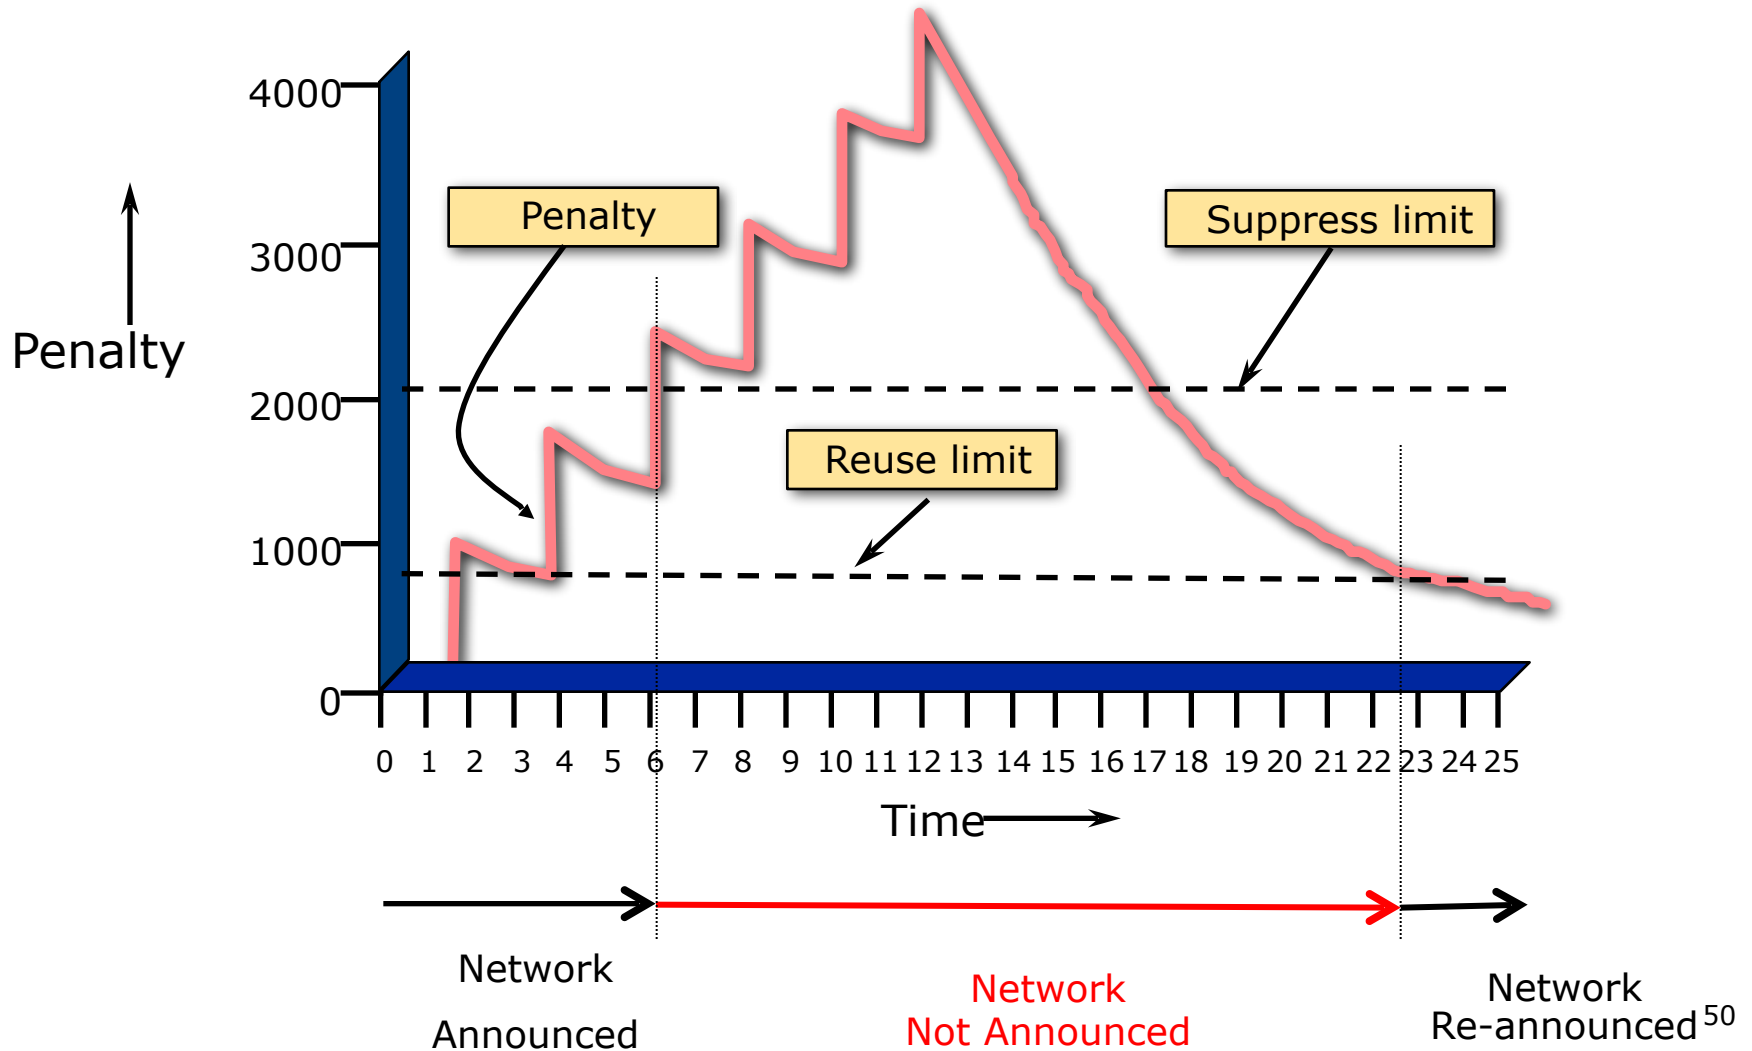 4000
3000
2000
1000
0
Penalty
Penalty
Suppress limit
Reuse limit
0 1 2 3 4 5 6 7 8 9 10 11 12 13 14 15 16 17 18 19 20 21 22 23 24 25
Time
Network
Announced
Network
Not Announced
Network
Re-announced
50